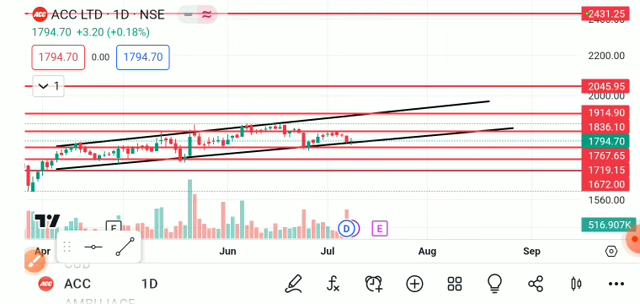 ACC ACC LTD · 1D · NSE
1794.70 +3.20 (+0.18%)
1794.70 0.00 1794.70
1
2431.25
2200.00
2045.95
2000.00
1914.90
1836.10
1794.70
1767.65
1719.15
1672.00
1560.00
516.907K
D E
Apr Jun Jul Aug Sep
ACC ACC 1D